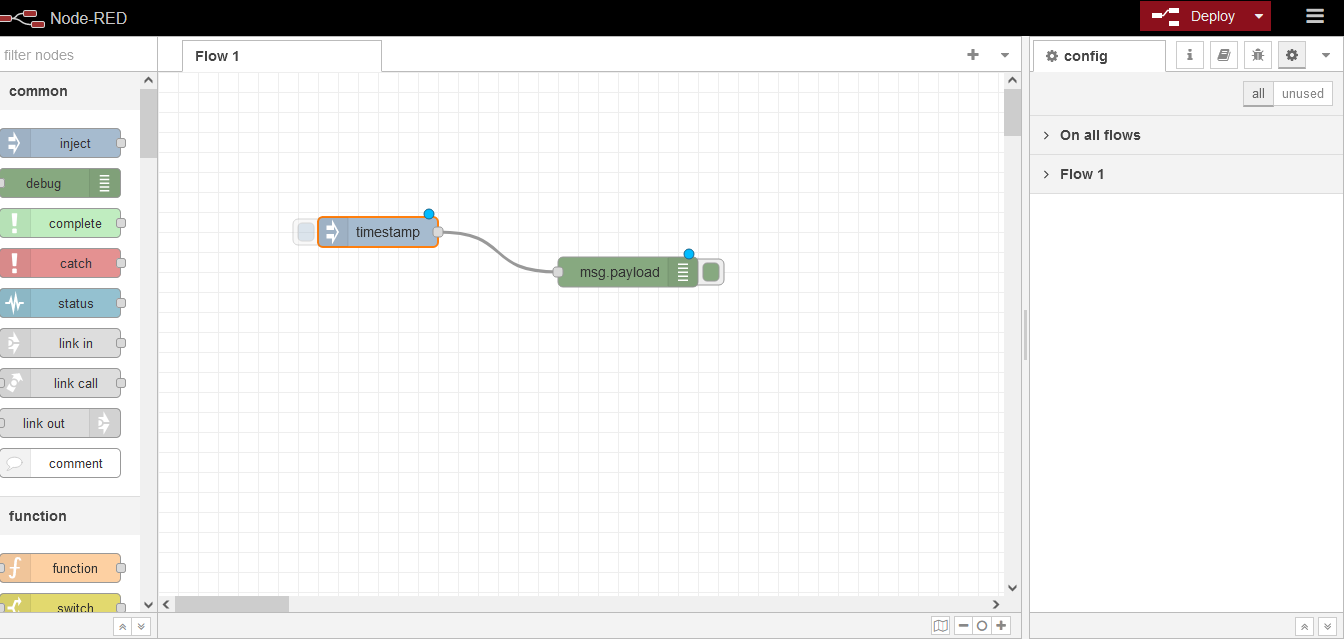 Node-RED
Deploy
filter nodes
Flow 1
config
all
unused
common
On all flows
Flow 1
inject
debug
complete
catch
status
link in
link call
link out
comment
function
function
switch
timestamp
msg.payload